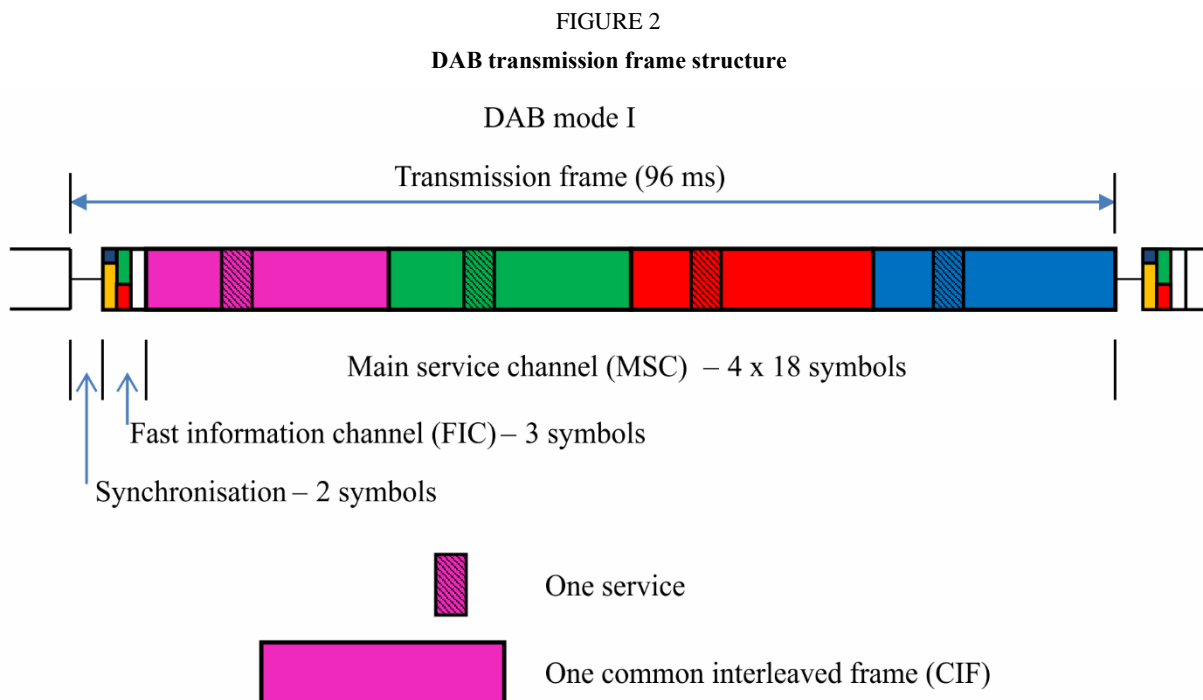 FIGURE 2
DAB transmission frame structure
DAB mode I
Transmission frame (96 ms)
Main service channel (MSC) – 4 x 18 symbols
Fast information channel (FIC) – 3 symbols
Synchronisation – 2 symbols
One service
One common interleaved frame (CIF)